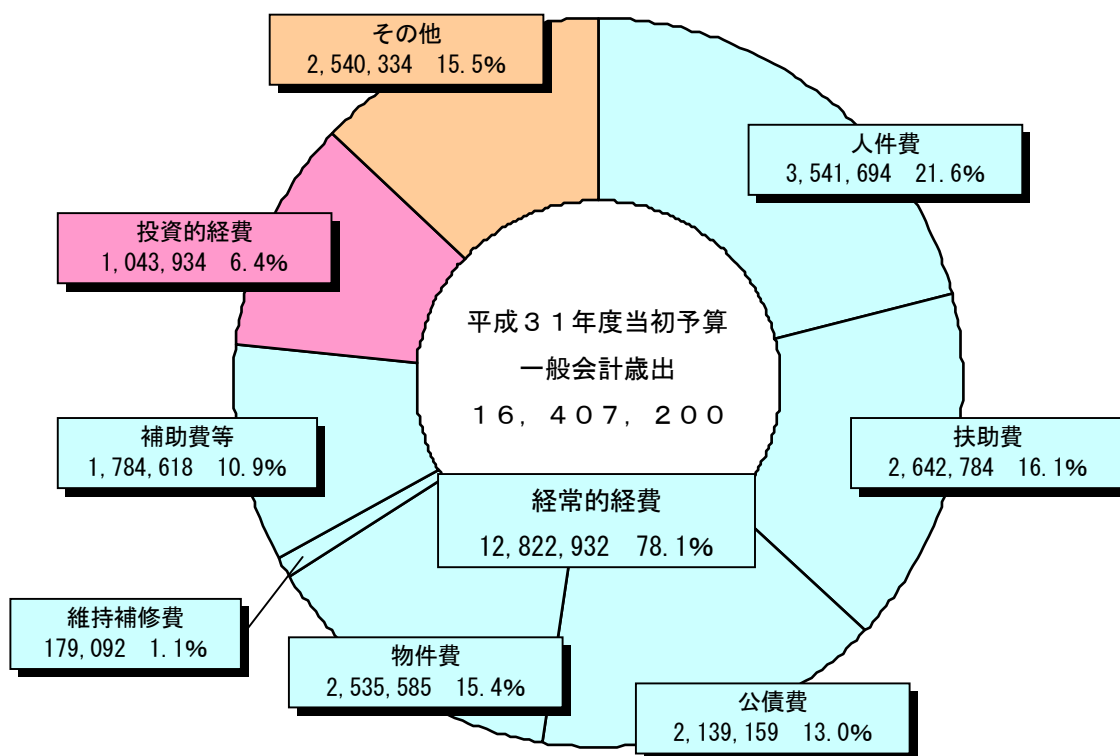 その他
2,540,334 15.5%
人件費
3,541,694 21.6%
投資的経費
1,043,934 6.4%
平成31年度当初予算
一般会計歳出
16,407,200
補助費等
1,784,618 10.9%
扶助費
2,642,784 16.1%
経常的経費
12,822,932 78.1%
維持補修費
179,092 1.1%
物件費
2,535,585 15.4%
公債費
2,139,159 13.0%